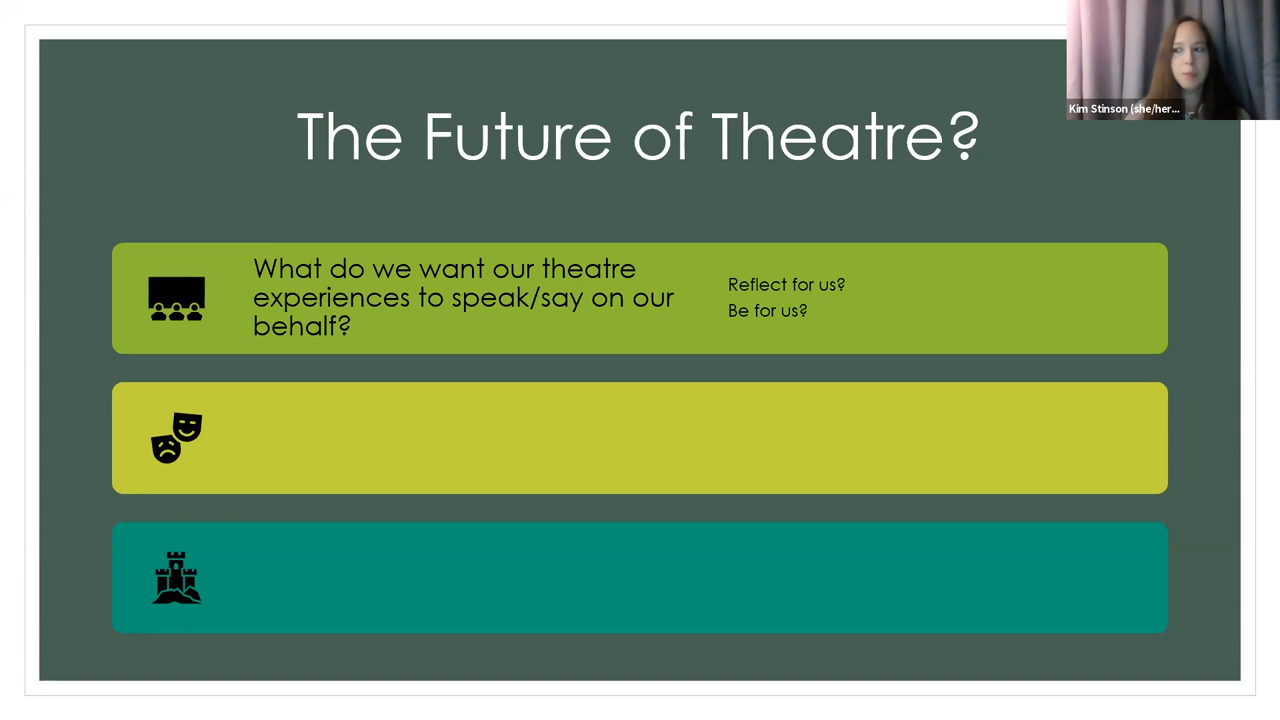 Kim Stinson (she/her...
The Future of Theatre?
What do we want our theatre
experiences to speak/say on our
behalf?
Reflect for us?
Be for us?